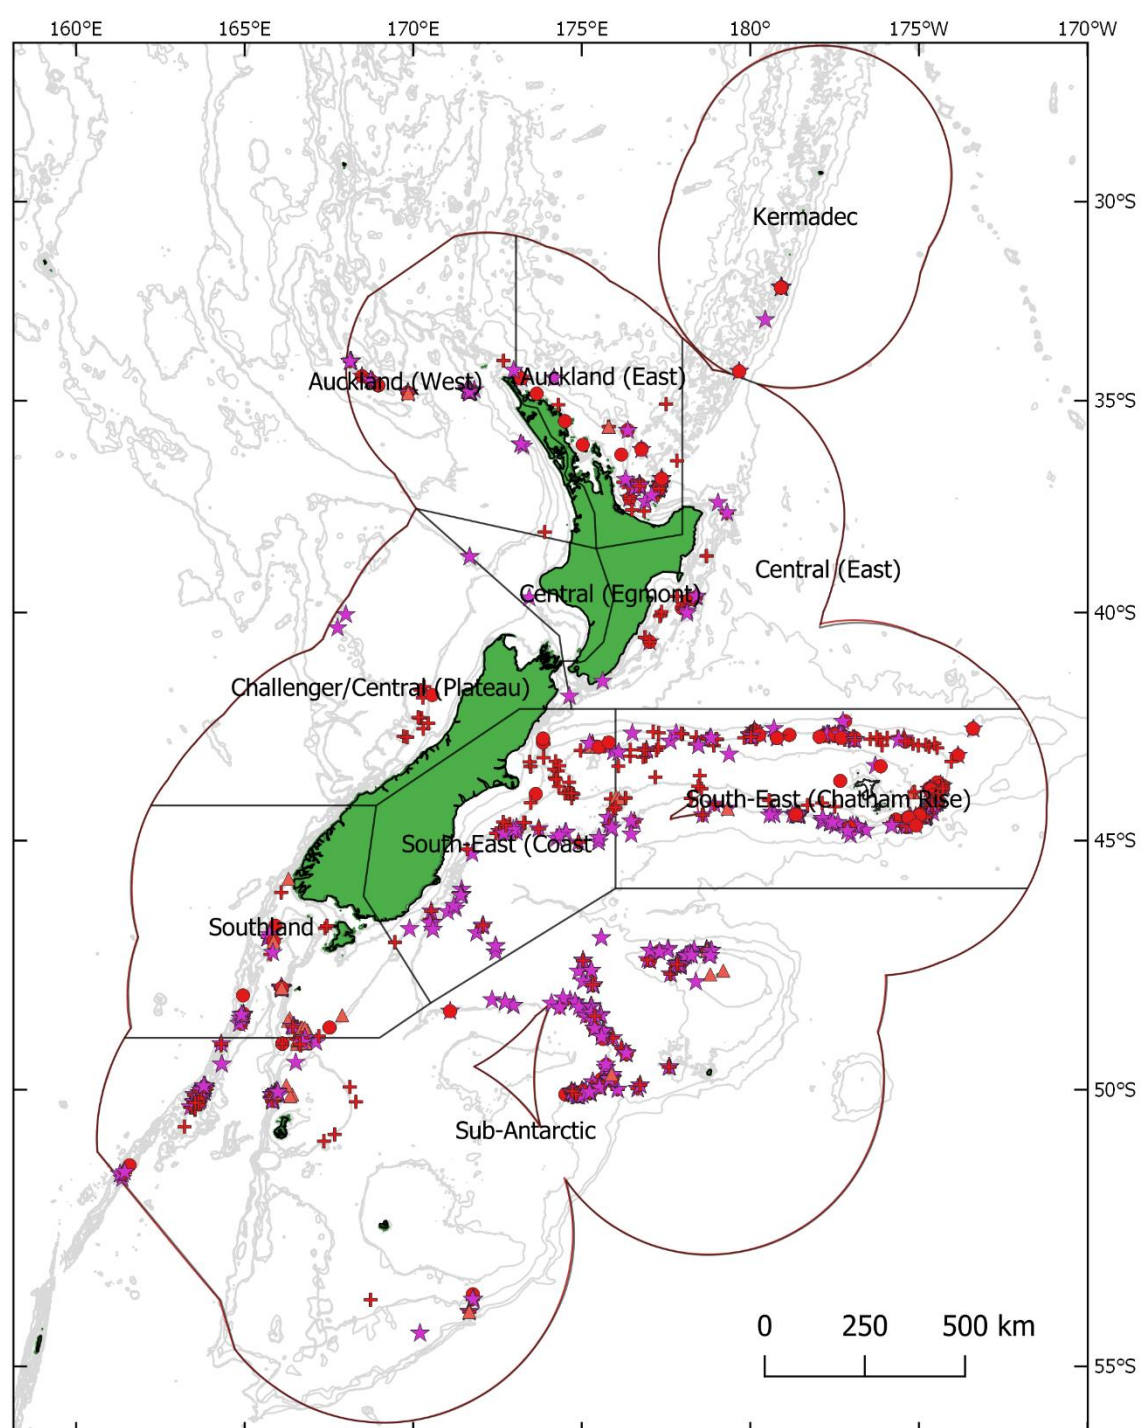 160°E 165°E 170°E 175°E 180°E 175°W 170°W
30°S
Kermadec
Auckland (West)
Auckland (East)
35°S
Central (East)
Central (Egmont)
40°S
Challenger/Central (Plateau)
South-East (Chatham Rise)
South-East (Coast
45°S
Southland
50°S
Sub-Antarctic
0 250 500 km
55°S